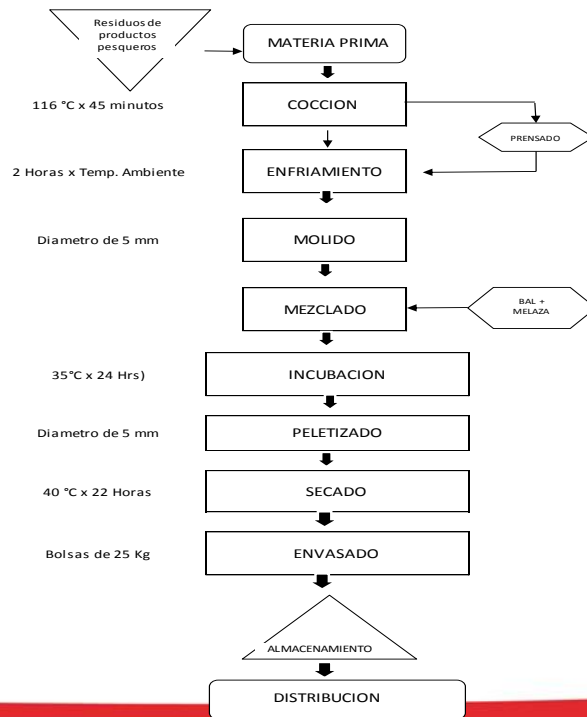 Residuos de
productos
pesqueros
MATERIA PRIMA
116 °C x 45 minutos
COCCION
PRENSADO
2 Horas x Temp. Ambiente
ENFRIAMIENTO
Diametro de 5 mm
MOLIDO
MEZCLADO
BAL +
MELAZA
35°C x 24 Hrs)
INCUBACION
Diametro de 5 mm
PELETIZADO
40 °C x 22 Horas
SECADO
Bolsas de 25 Kg
ENVASADO
ALMACENAMIENTO
DISTRIBUCION